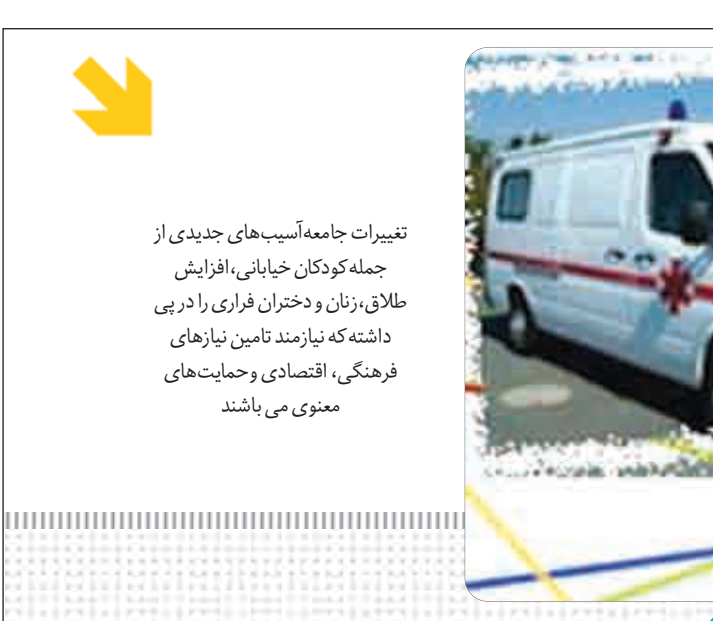 تغییرات جامعه آسیب‌های جدیدی از
جمله کودکان خیابانی، افزایش
طلاق، زنان و دختران فراری را در پی
داشته که نیازمند تامین نیازهای
فرهنگی، اقتصادی وحمایت‌های
معنوی می باشند